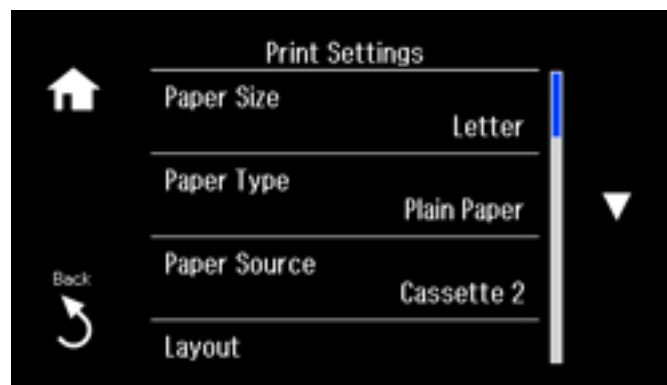 Print Settings
Paper Size
Letter
Paper Type
Plain Paper
Paper Source
Cassette 2
Back
Layout